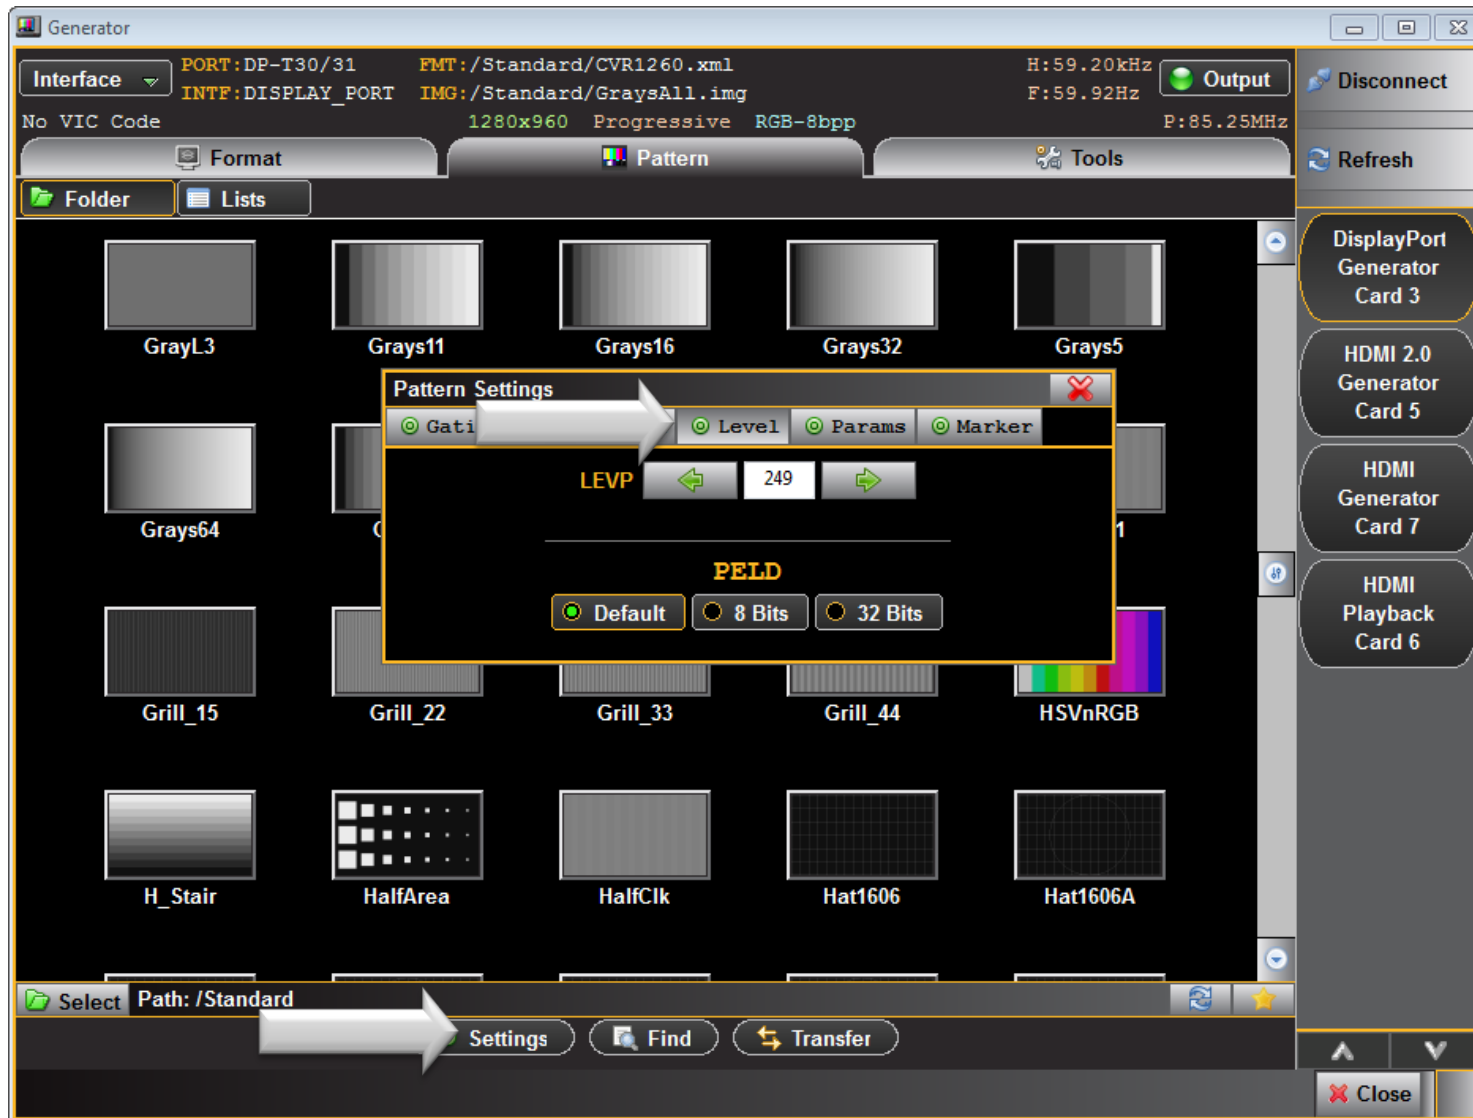 Generator
Interface PORT:DP-T30/31 FMT:/Standard/CVR1260.xml H:59.20kHz Output
INTF:DISPLAY_PORT IMG:/Standard/GraysAll.img F:59.92Hz
No VIC Code 1280x960 Progressive RGB-8bpp P:85.25MHz
Format Pattern Tools
Folder Lists
GrayL3 Grays11 Grays16 Grays32 Grays5
Pattern Settings
Gati Level Params Marker
LEVP 249
Grays64
PELD
Default 8 Bits 32 Bits
Grill_15 Grill_22 Grill_33 Grill_44 HSVnRGB
H_Stair HalfArea HalfClk Hat1606 Hat1606A
Select Path: /Standard
Settings Find Transfer
Disconnect
Refresh
DisplayPort
Generator
Card 3
HDMI 2.0
Generator
Card 5
HDMI
Generator
Card 7
HDMI
Playback
Card 6
Close